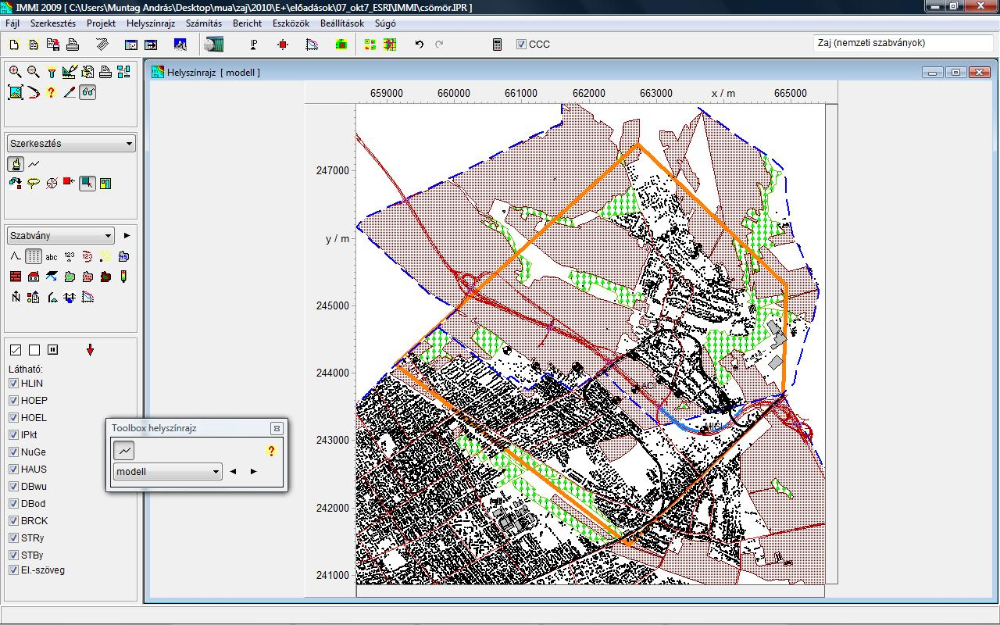 IMMI 2009 [ C:\Users\Muntag András\Desktop\mua\zaj\2010\E+\előadások\07_okt7_ESRI\IMMI\csömör.IPR ]
Fájl Szerkesztés Projekt Helyszínrajz Számítás Bericht Eszközök Beállítások Súgó
CCC
Zaj (nemzeti szabványok)
Helyszínrajz [ modell ]
659000 660000 661000 662000 663000 x / m 665000
Szerkesztés
247000
y / m
Szabvány
abc 123 123
245000
244000
243000
242000
241000
Látható:
HLIN
HOEP
HOEL
IPkt
NuGe
HAUS
DBwu
DBod
BRCK
STRy
STBy
El.-szöveg
Toolbox helyszínrajz
modell